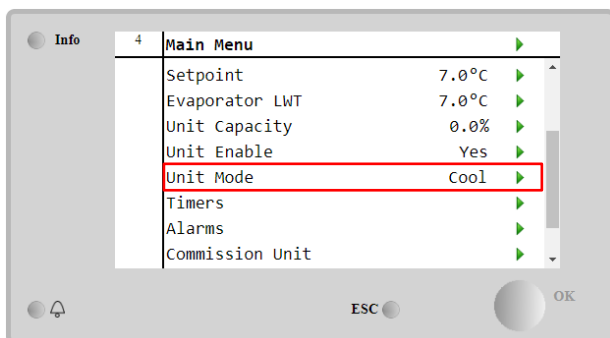 Info
4 Main Menu
Setpoint 7.0°C
Evaporator LWT 7.0°C
Unit Capacity 0.0%
Unit Enable Yes
Unit Mode Cool
Timers
Alarms
Commission Unit
ESC OK